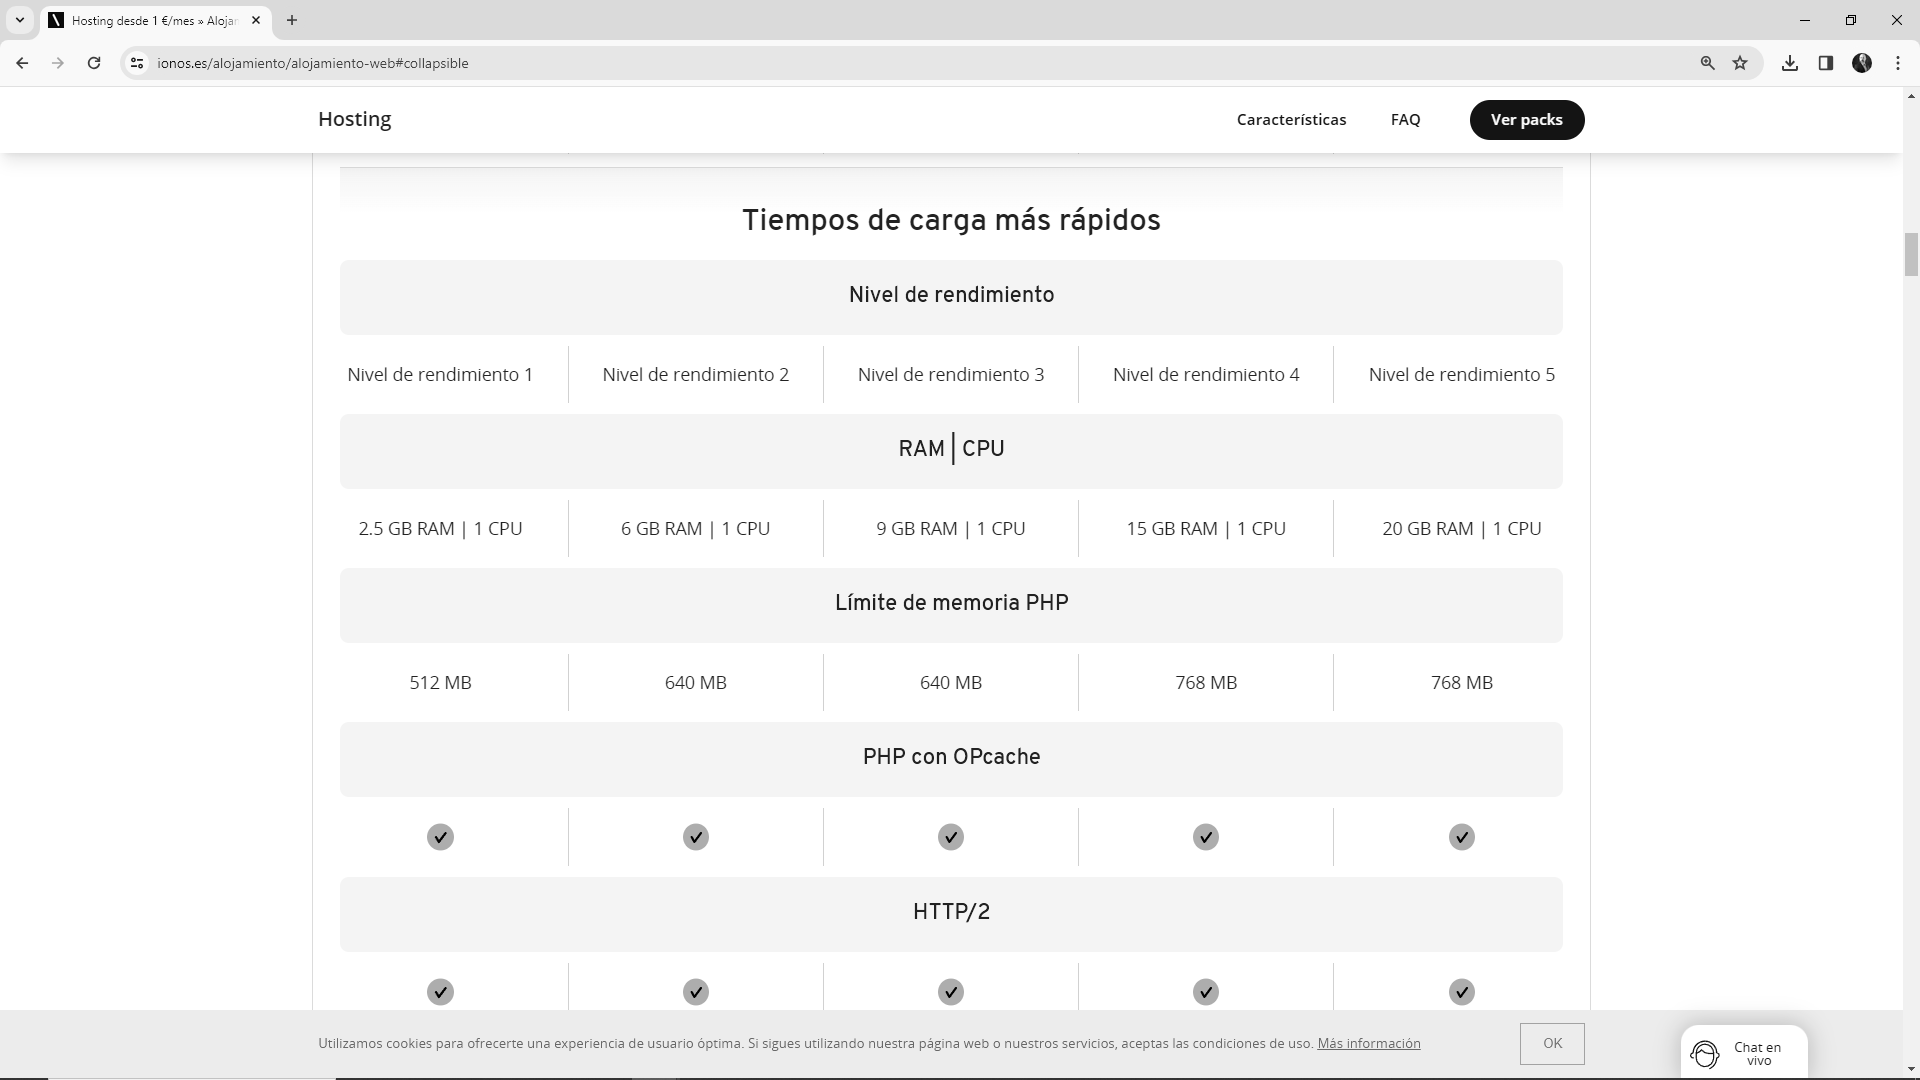 Hosting desde 1 €/mes » Alojar
ionos.es/alojamiento/alojamiento-web#collapsible
Hosting
Características
FAQ
Ver packs
Tiempos de carga más rápidos
Nivel de rendimiento
Nivel de rendimiento 1
Nivel de rendimiento 2
Nivel de rendimiento 3
Nivel de rendimiento 4
Nivel de rendimiento 5
RAM | CPU
2.5 GB RAM | 1 CPU
6 GB RAM | 1 CPU
9 GB RAM | 1 CPU
15 GB RAM | 1 CPU
20 GB RAM | 1 CPU
Límite de memoria PHP
512 MB
640 MB
640 MB
768 MB
768 MB
PHP con OPcache
HTTP/2
Utilizamos cookies para ofrecerte una experiencia de usuario óptima. Si sigues utilizando nuestra página web o nuestros servicios, aceptas las condiciones de uso. Más información
OK
Chat en
vivo